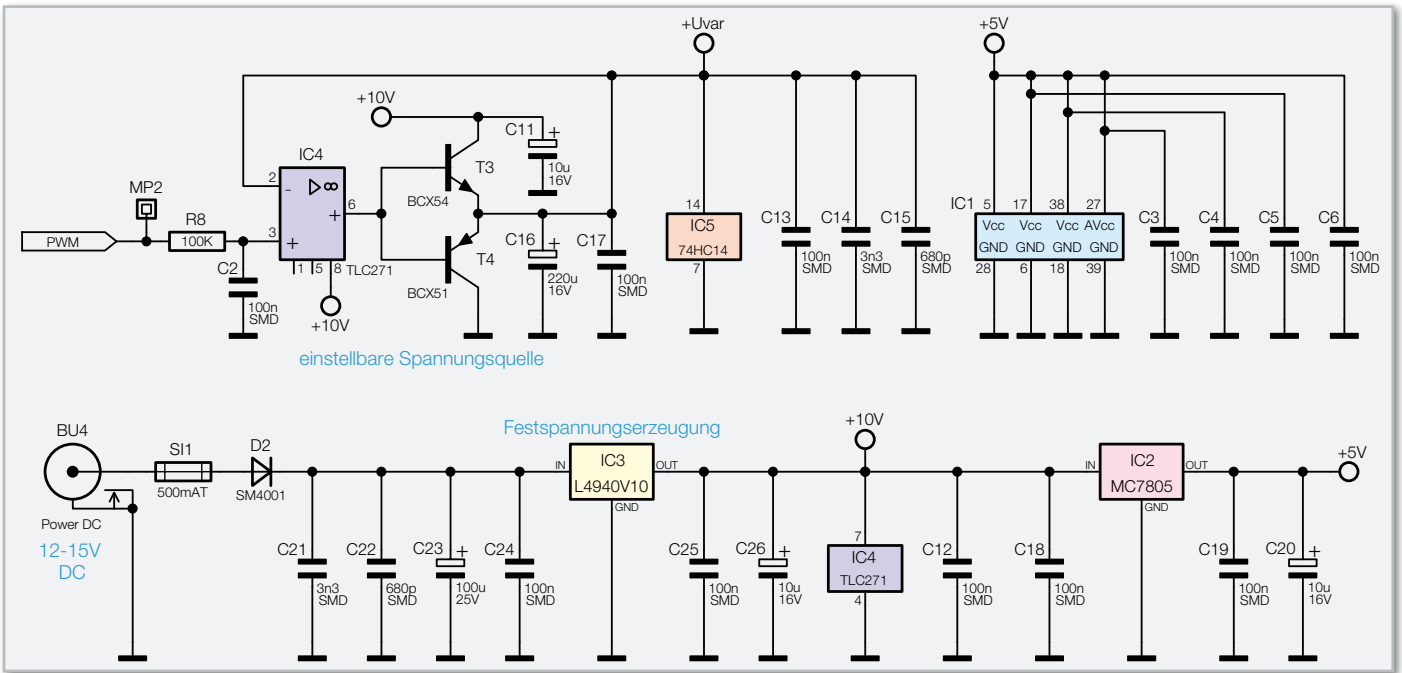 +Uvar
+5V
+10V
C11 +
10u
16V
IC4
2
-
▷ ∞
+
6
3
+
1
5
8
TLC271
+10V
MP2
R8
100K
PWM
C2
100n
SMD
T3
BCX54
T4
BCX51
C16 +
220u
16V
C17
100n
SMD
14
IC5
74HC14
7
C13
100n
SMD
C14
3n3
SMD
C15
680p
SMD
IC1
5 17 38 27
Vcc Vcc Vcc AVcc
GND GND GND GND
28 6 18 39
C3
100n
SMD
C4
100n
SMD
C5
100n
SMD
C6
100n
SMD
einstellbare Spannungsquelle
Festspannungserzeugung
BU4
Power DC
12-15V
DC
SI1
500mAT
D2
SM4001
C21
3n3
SMD
C22
680p
SMD
C23 +
100u
25V
C24
100n
SMD
IN
IC3
L4940V10
OUT
GND
C25
100n
SMD
C26 +
10u
16V
+10V
7
IC4
TLC271
4
C12
100n
SMD
C18
100n
SMD
IN
IC2
MC7805
OUT
GND
C19
100n
SMD
C20 +
10u
16V
+5V